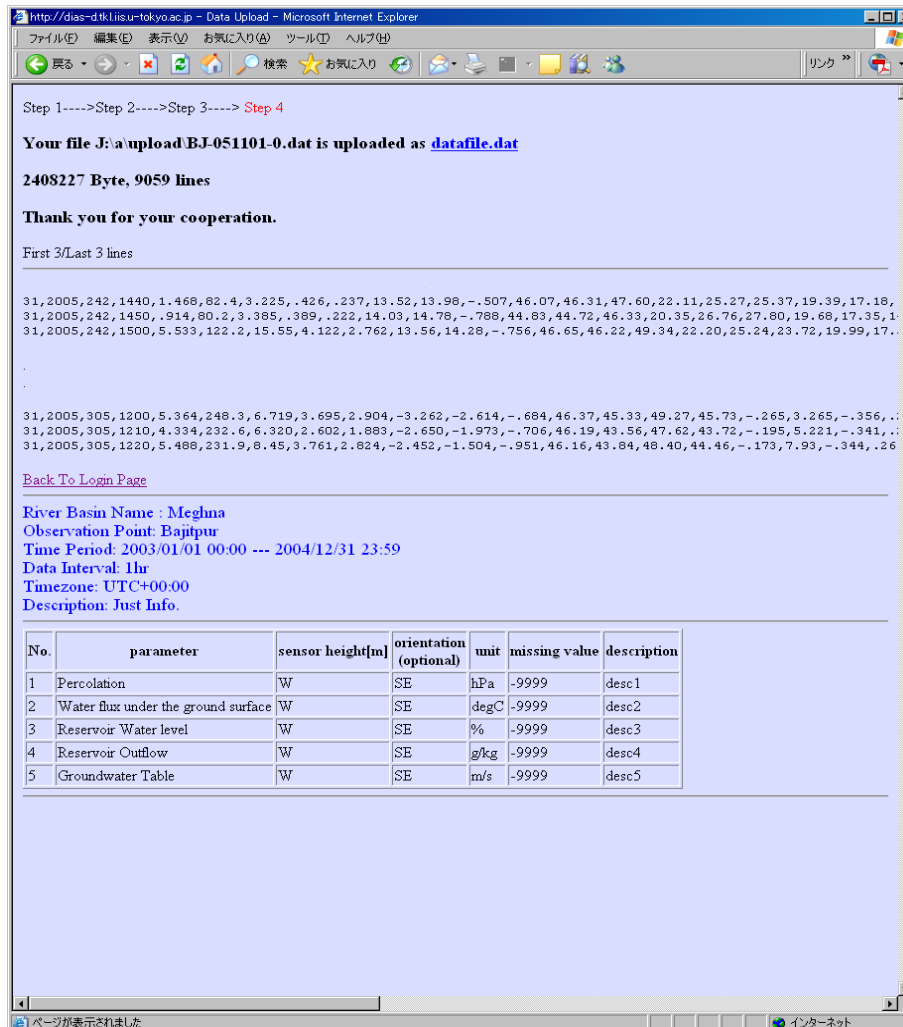 http://dias-d.tkl.iis.u-tokyo.ac.jp - Data Upload - Microsoft Internet Explorer
ファイル(F) 編集(E) 表示(V) お気に入り(A) ツール(T) ヘルプ(H)
戻る 検索 お気に入り リンク »
Step 1---->Step 2---->Step 3----> Step 4
Your file J:\a\upload\BJ-051101-0.dat is uploaded as datafile.dat
2408227 Byte, 9059 lines
Thank you for your cooperation.
First 3/Last 3 lines
31,2005,242,1440,1.468,82.4,3.225,.426,.237,13.52,13.98,-.507,46.07,46.31,47.60,22.11,25.27,25.37,19.39,17.18,
31,2005,242,1450,.914,80.2,3.385,.389,.222,14.03,14.78,-.788,44.83,44.72,46.33,20.35,26.76,27.80,19.68,17.35,1
31,2005,242,1500,5.533,122.2,15.55,4.122,2.762,13.56,14.28,-.756,46.65,46.22,49.34,22.20,25.24,23.72,19.99,17.
.
.
31,2005,305,1200,5.364,248.3,6.719,3.695,2.904,-3.262,-2.614,-.684,46.37,45.33,49.27,45.73,-.265,3.265,-.356,.
31,2005,305,1210,4.334,232.6,6.320,2.602,1.883,-2.650,-1.973,-.706,46.19,43.56,47.62,43.72,-.195,5.221,-.341,.
31,2005,305,1220,5.488,231.9,8.45,3.761,2.824,-2.452,-1.504,-.951,46.16,43.84,48.40,44.46,-.173,7.93,-.344,.26
Back To Login Page
River Basin Name : Meghna
Observation Point: Bajitpur
Time Period: 2003/01/01 00:00 --- 2004/12/31 23:59
Data Interval: 1hr
Timezone: UTC+00:00
Description: Just Info.
No. parameter sensor height[m] orientation (optional) unit missing value description
1 Percolation W SE hPa -9999 desc1
2 Water flux under the ground surface W SE degC -9999 desc2
3 Reservoir Water level W SE % -9999 desc3
4 Reservoir Outflow W SE g/kg -9999 desc4
5 Groundwater Table W SE m/s -9999 desc5
ページが表示されました インターネット